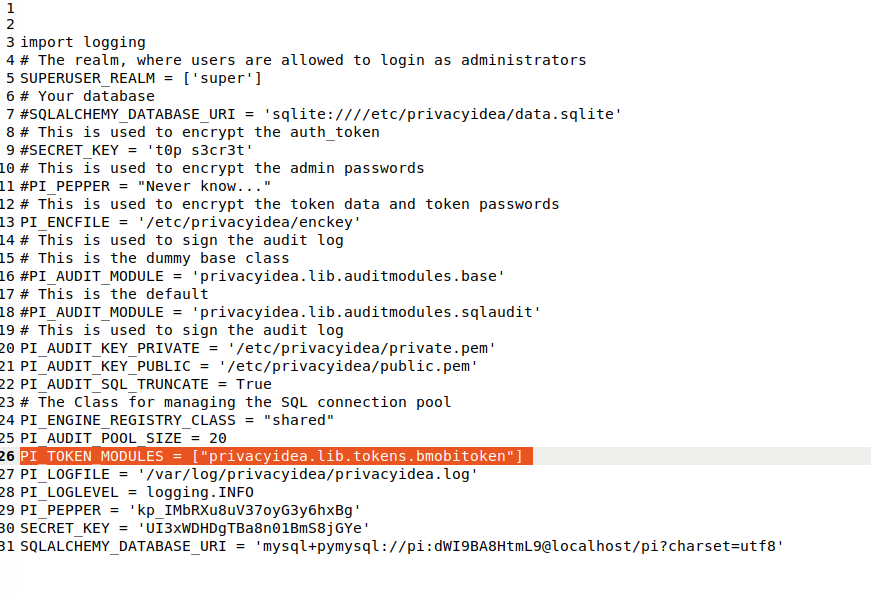 1
2
3 import logging
4 # The realm, where users are allowed to login as administrators
5 SUPERUSER_REALM = ['super']
6 # Your database
7 #SQLALCHEMY_DATABASE_URI = 'sqlite:////etc/privacyidea/data.sqlite'
8 # This is used to encrypt the auth_token
9 #SECRET_KEY = 't0p s3cr3t'
10 # This is used to encrypt the admin passwords
11 #PI_PEPPER = "Never know..."
12 # This is used to encrypt the token data and token passwords
13 PI_ENCFILE = '/etc/privacyidea/enckey'
14 # This is used to sign the audit log
15 # This is the dummy base class
16 #PI_AUDIT_MODULE = 'privacyidea.lib.auditmodules.base'
17 # This is the default
18 #PI_AUDIT_MODULE = 'privacyidea.lib.auditmodules.sqlaudit'
19 # This is used to sign the audit log
20 PI_AUDIT_KEY_PRIVATE = '/etc/privacyidea/private.pem'
21 PI_AUDIT_KEY_PUBLIC = '/etc/privacyidea/public.pem'
22 PI_AUDIT_SQL_TRUNCATE = True
23 # The Class for managing the SQL connection pool
24 PI_ENGINE_REGISTRY_CLASS = "shared"
25 PI_AUDIT_POOL_SIZE = 20
26 PI_TOKEN_MODULES = ["privacyidea.lib.tokens.bmobitoken"]
27 PI_LOGFILE = '/var/log/privacyidea/privacyidea.log'
28 PI_LOGLEVEL = logging.INFO
29 PI_PEPPER = 'kp_IMbRXu8uV37oyG3y6hxBg'
30 SECRET_KEY = 'UI3xWDHDgTBa8n01BmS8jGYe'
31 SQLALCHEMY_DATABASE_URI = 'mysql+pymysql://pi:dWI9BA8HtmL9@localhost/pi?charset=utf8'